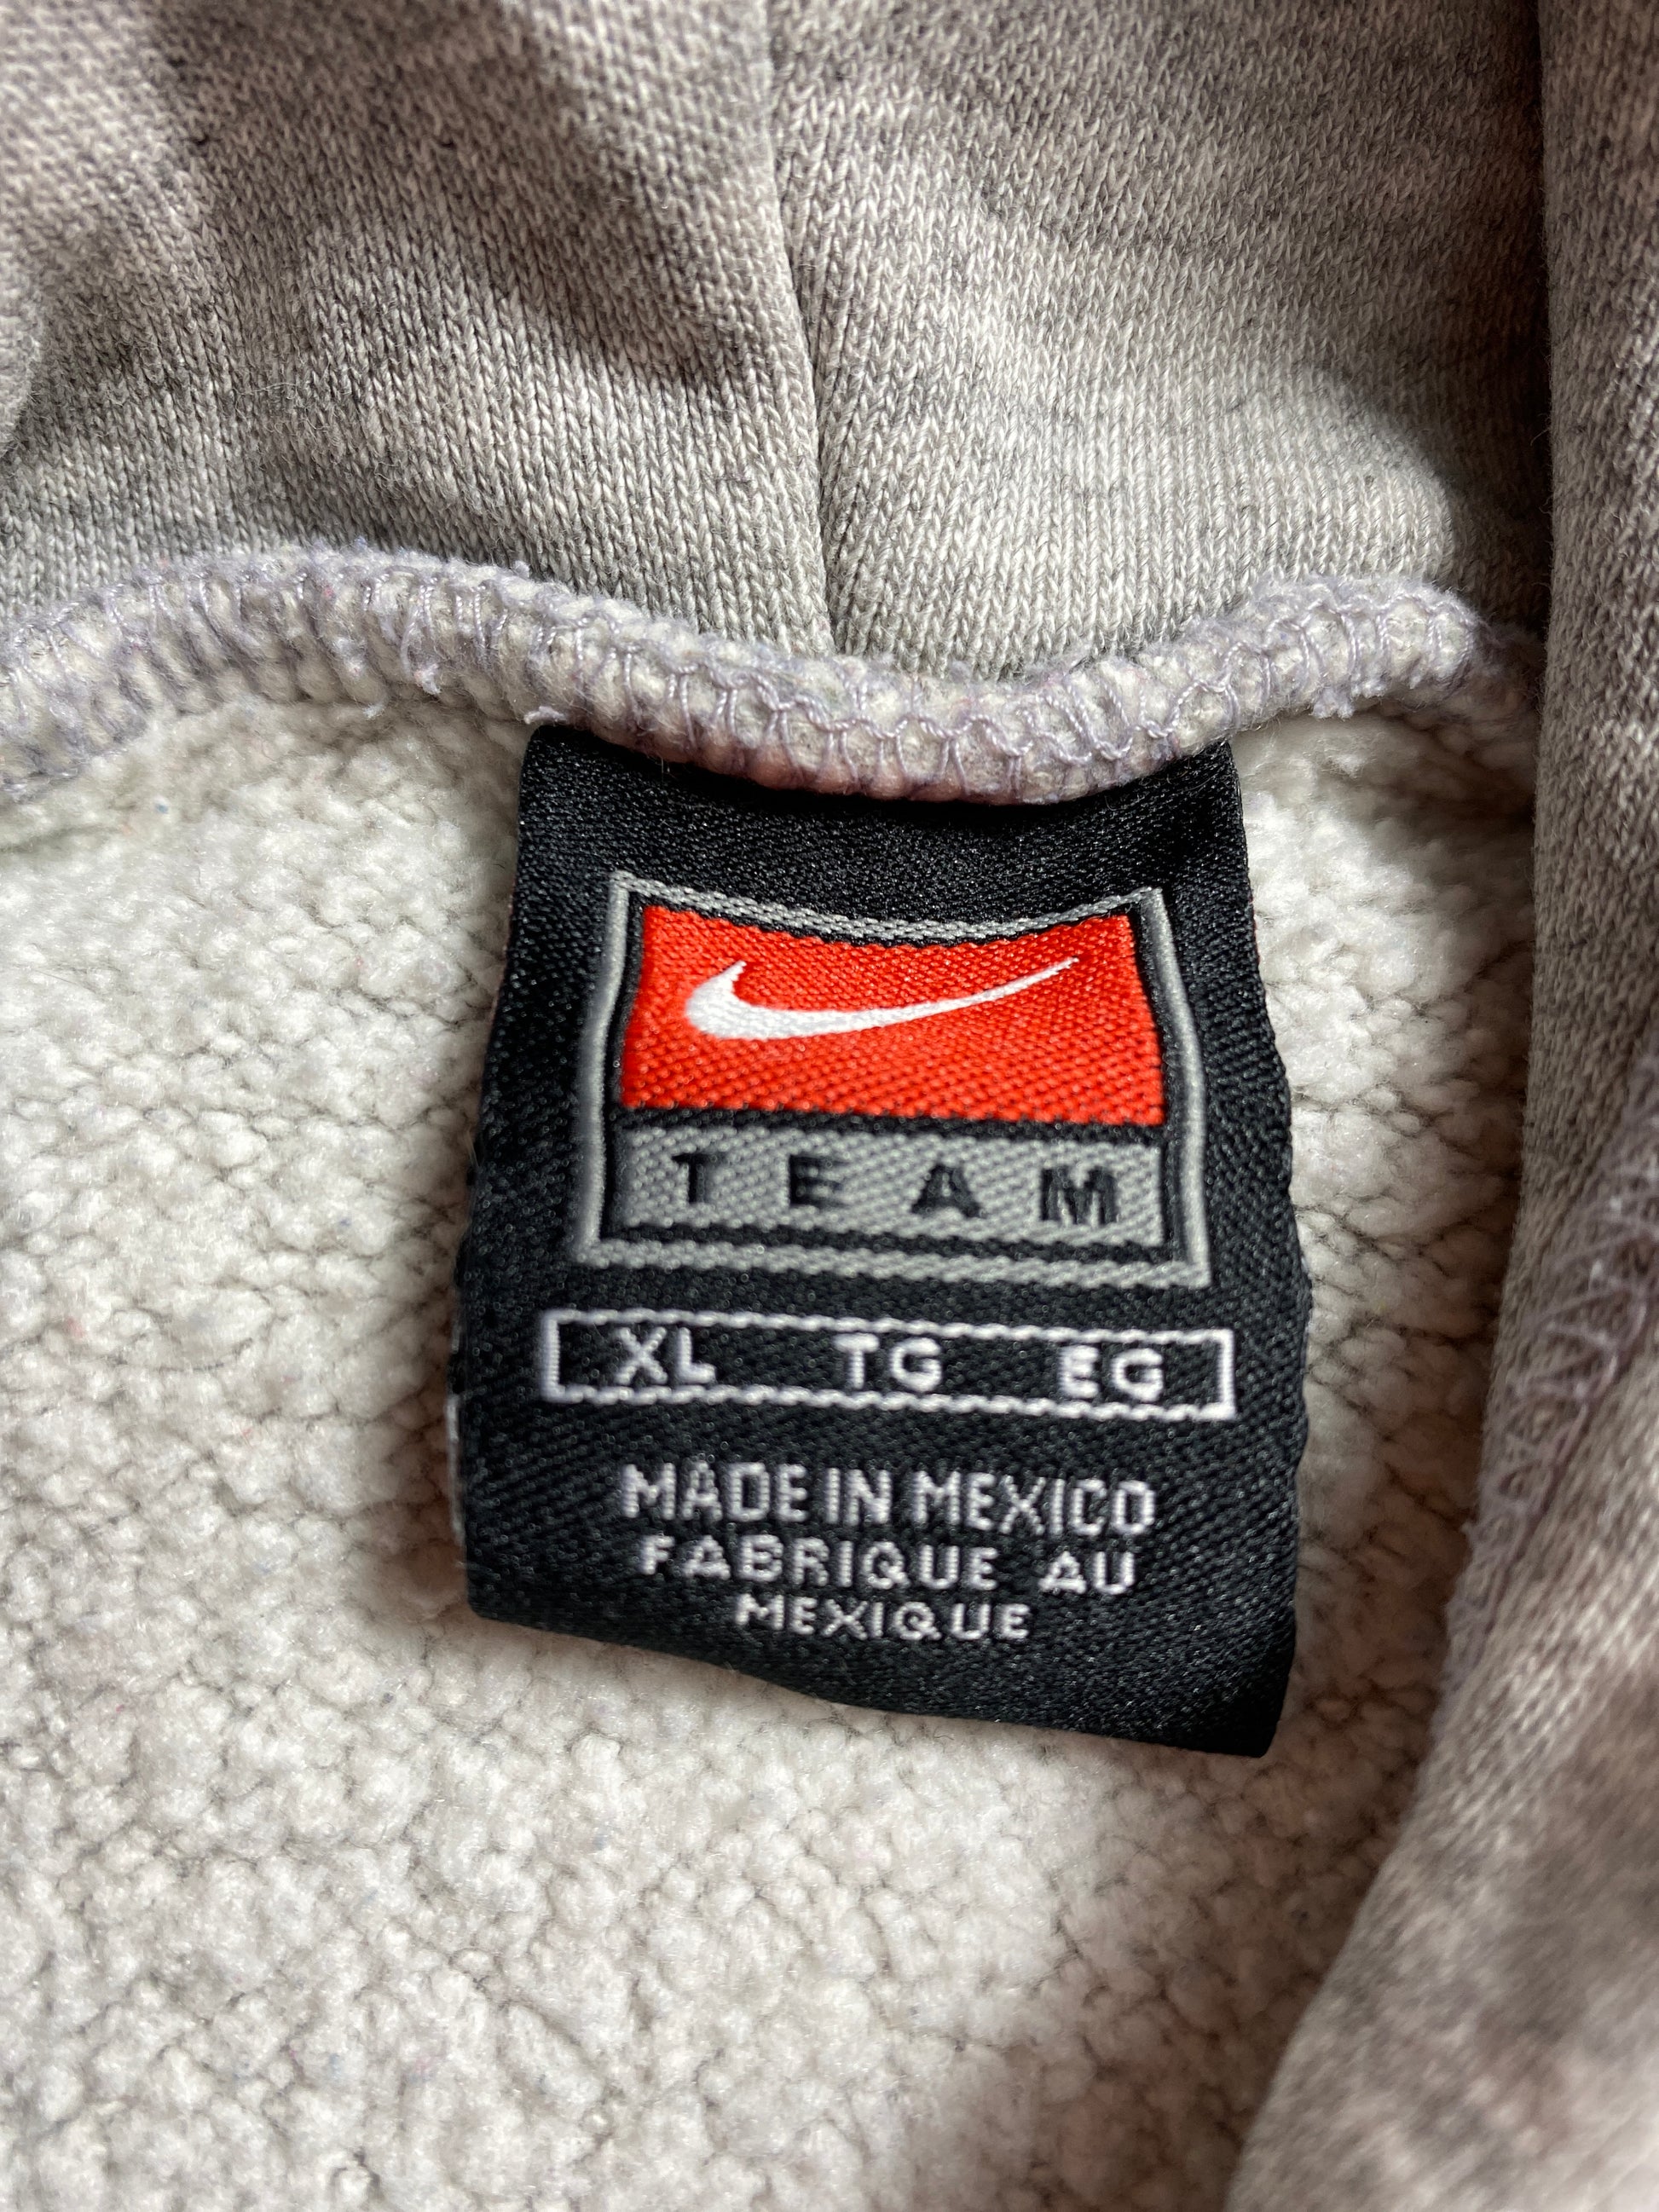 TEAM
XL TG EG
MADE IN MEXICO
FABRIQUE AU
MEXIQUE